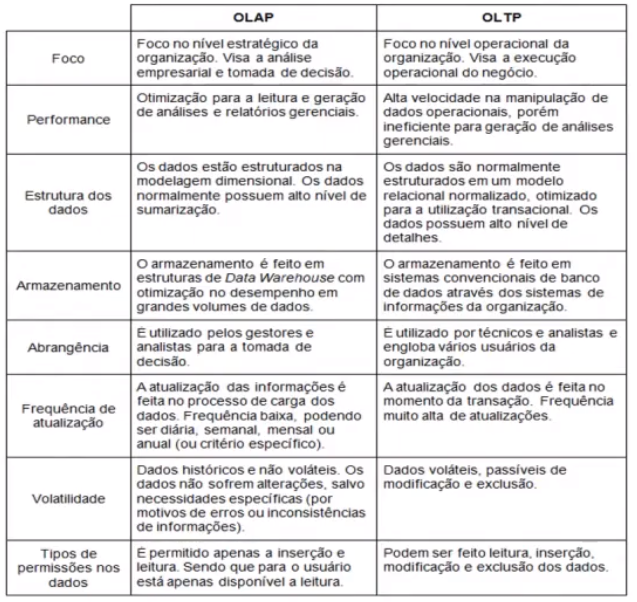 OLAP
OLTP
Foco
Foco no nível estratégico da
organização. Visa a análise
empresarial e tomada de decisão.
Foco no nível operacional da
organização. Visa a execução
operacional do negócio.
Performance
Otimização para a leitura e geração
de análises e relatórios gerenciais.
Alta velocidade na manipulação de
dados operacionais, porém
ineficiente para geração de análises
gerenciais.
Estrutura dos
dados
Os dados estão estruturados na
modelagem dimensional. Os dados
normalmente possuem alto nível de
sumarização.
Os dados são normalmente
estruturados em um modelo
relacional normalizado, otimizado
para a utilização transacional. Os
dados possuem alto nível de
detalhes.
Armazenamento
O armazenamento é feito em
estruturas de Data Warehouse com
otimização no desempenho em
grandes volumes de dados.
O armazenamento é feito em
sistemas convencionais de banco
de dados através dos sistemas de
informações da organização.
Abrangência
É utilizado pelos gestores e
analistas para a tomada de
decisão.
É utilizado por técnicos e analistas e
engloba vários usuários da
organização.
Frequência de
atualização
A atualização das informações é
feita no processo de carga dos
dados. Frequência baixa, podendo
ser diária, semanal, mensal ou
anual (ou critério específico).
A atualização dos dados é feita no
momento da transação. Frequência
muito alta de atualizações.
Volatilidade
Dados históricos e não voláteis. Os
dados não sofrem alterações, salvo
necessidades específicas (por
motivos de erros ou inconsistências
de informações).
Dados voláteis, passíveis de
modificação e exclusão.
Tipos de
permissões nos
dados
É permitido apenas a inserção e
leitura. Sendo que para o usuário
está apenas disponível a leitura.
Podem ser feito leitura, inserção,
modificação e exclusão dos dados.